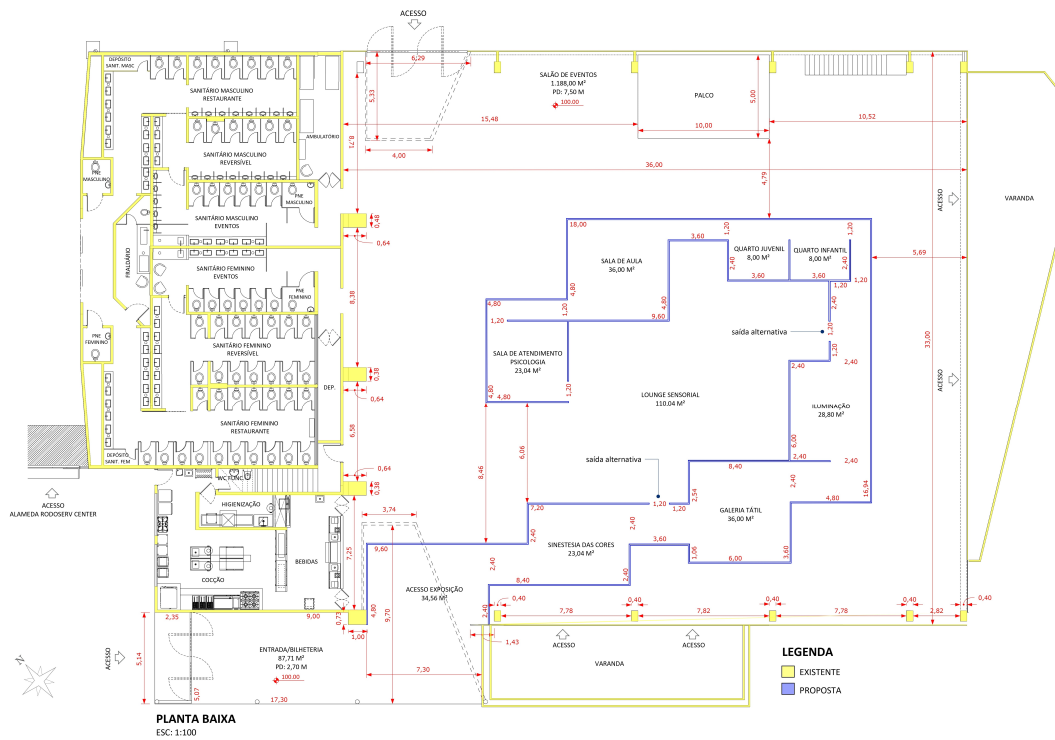 ACESSO
DEPÓSITO
SANIT. MASC
SANITÁRIO MASCULINO
RESTAURANTE
AMBULATÓRIO
SANITÁRIO MASCULINO
REVERSÍVEL
PNE
MASCULINO
PNE
MASCULINO
SANITÁRIO MASCULINO
EVENTOS
FRALDÁRIO
SANITÁRIO FEMININO
EVENTOS
PNE
FEMININO
PNE
FEMININO
SANITÁRIO FEMININO
REVERSÍVEL
DEP.
SANITÁRIO FEMININO
RESTAURANTE
DEPÓSITO
SANIT. FEM
WC FUNC.
HIGIENIZAÇÃO
BEBIDAS
COCÇÃO
ACESSO
ALAMEDA RODOSERV CENTER
6,29
5,33
4,00
8,71
SALÃO DE EVENTOS
1.188,00 M²
PD: 7,50 M
100.00
PALCO
5,00
15,48
10,00
10,52
36,00
4,79
ACESSO
VARANDA
0,48
0,64
8,38
0,38
0,64
6,58
0,64
0,38
7,25
18,00
1,20
3,60
SALA DE AULA
36,00 M²
QUARTO JUVENIL
8,00 M²
QUARTO INFANTIL
8,00 M²
1,20
2,40
2,40
3,60
3,60
1,20
5,69
4,80
4,80
4,80
1,20
1,20
9,60
2,40
saída alternativa
1,20
1,20
33,00
SALA DE ATENDIMENTO
PSICOLOGIA
23,04 M²
1,20
4,80
4,80
2,40
2,40
ACESSO
LOUNGE SENSORIAL
110.04 M²
ILUMINAÇÃO
28,80 M²
6,00
8,46
6,06
saída alternativa
2,40
2,40
8,40
2,40
2,54
1,20
1,20
4,80
16,94
7,20
2,40
2,40
GALERIA TÁTIL
36,00 M²
3,74
9,60
SINESTESIA DAS CORES
23,04 M²
3,60
1,06
6,00
3,60
2,40
8,40
2,40
ACESSO EXPOSIÇÃO
34,56 M²
4,80
9,70
2,40
0,40
7,78
0,40
7,82
0,40
7,78
0,40
2,82
0,40
2,35
9,00
0,73
1,00
1,43
ACESSO
ACESSO
ACESSO
5,14
5,07
ENTRADA/BILHETERIA
87,71 M²
PD: 2,70 M
100.00
7,30
17,30
VARANDA
N
LEGENDA
EXISTENTE
PROPOSTA
PLANTA BAIXA
ESC: 1:100